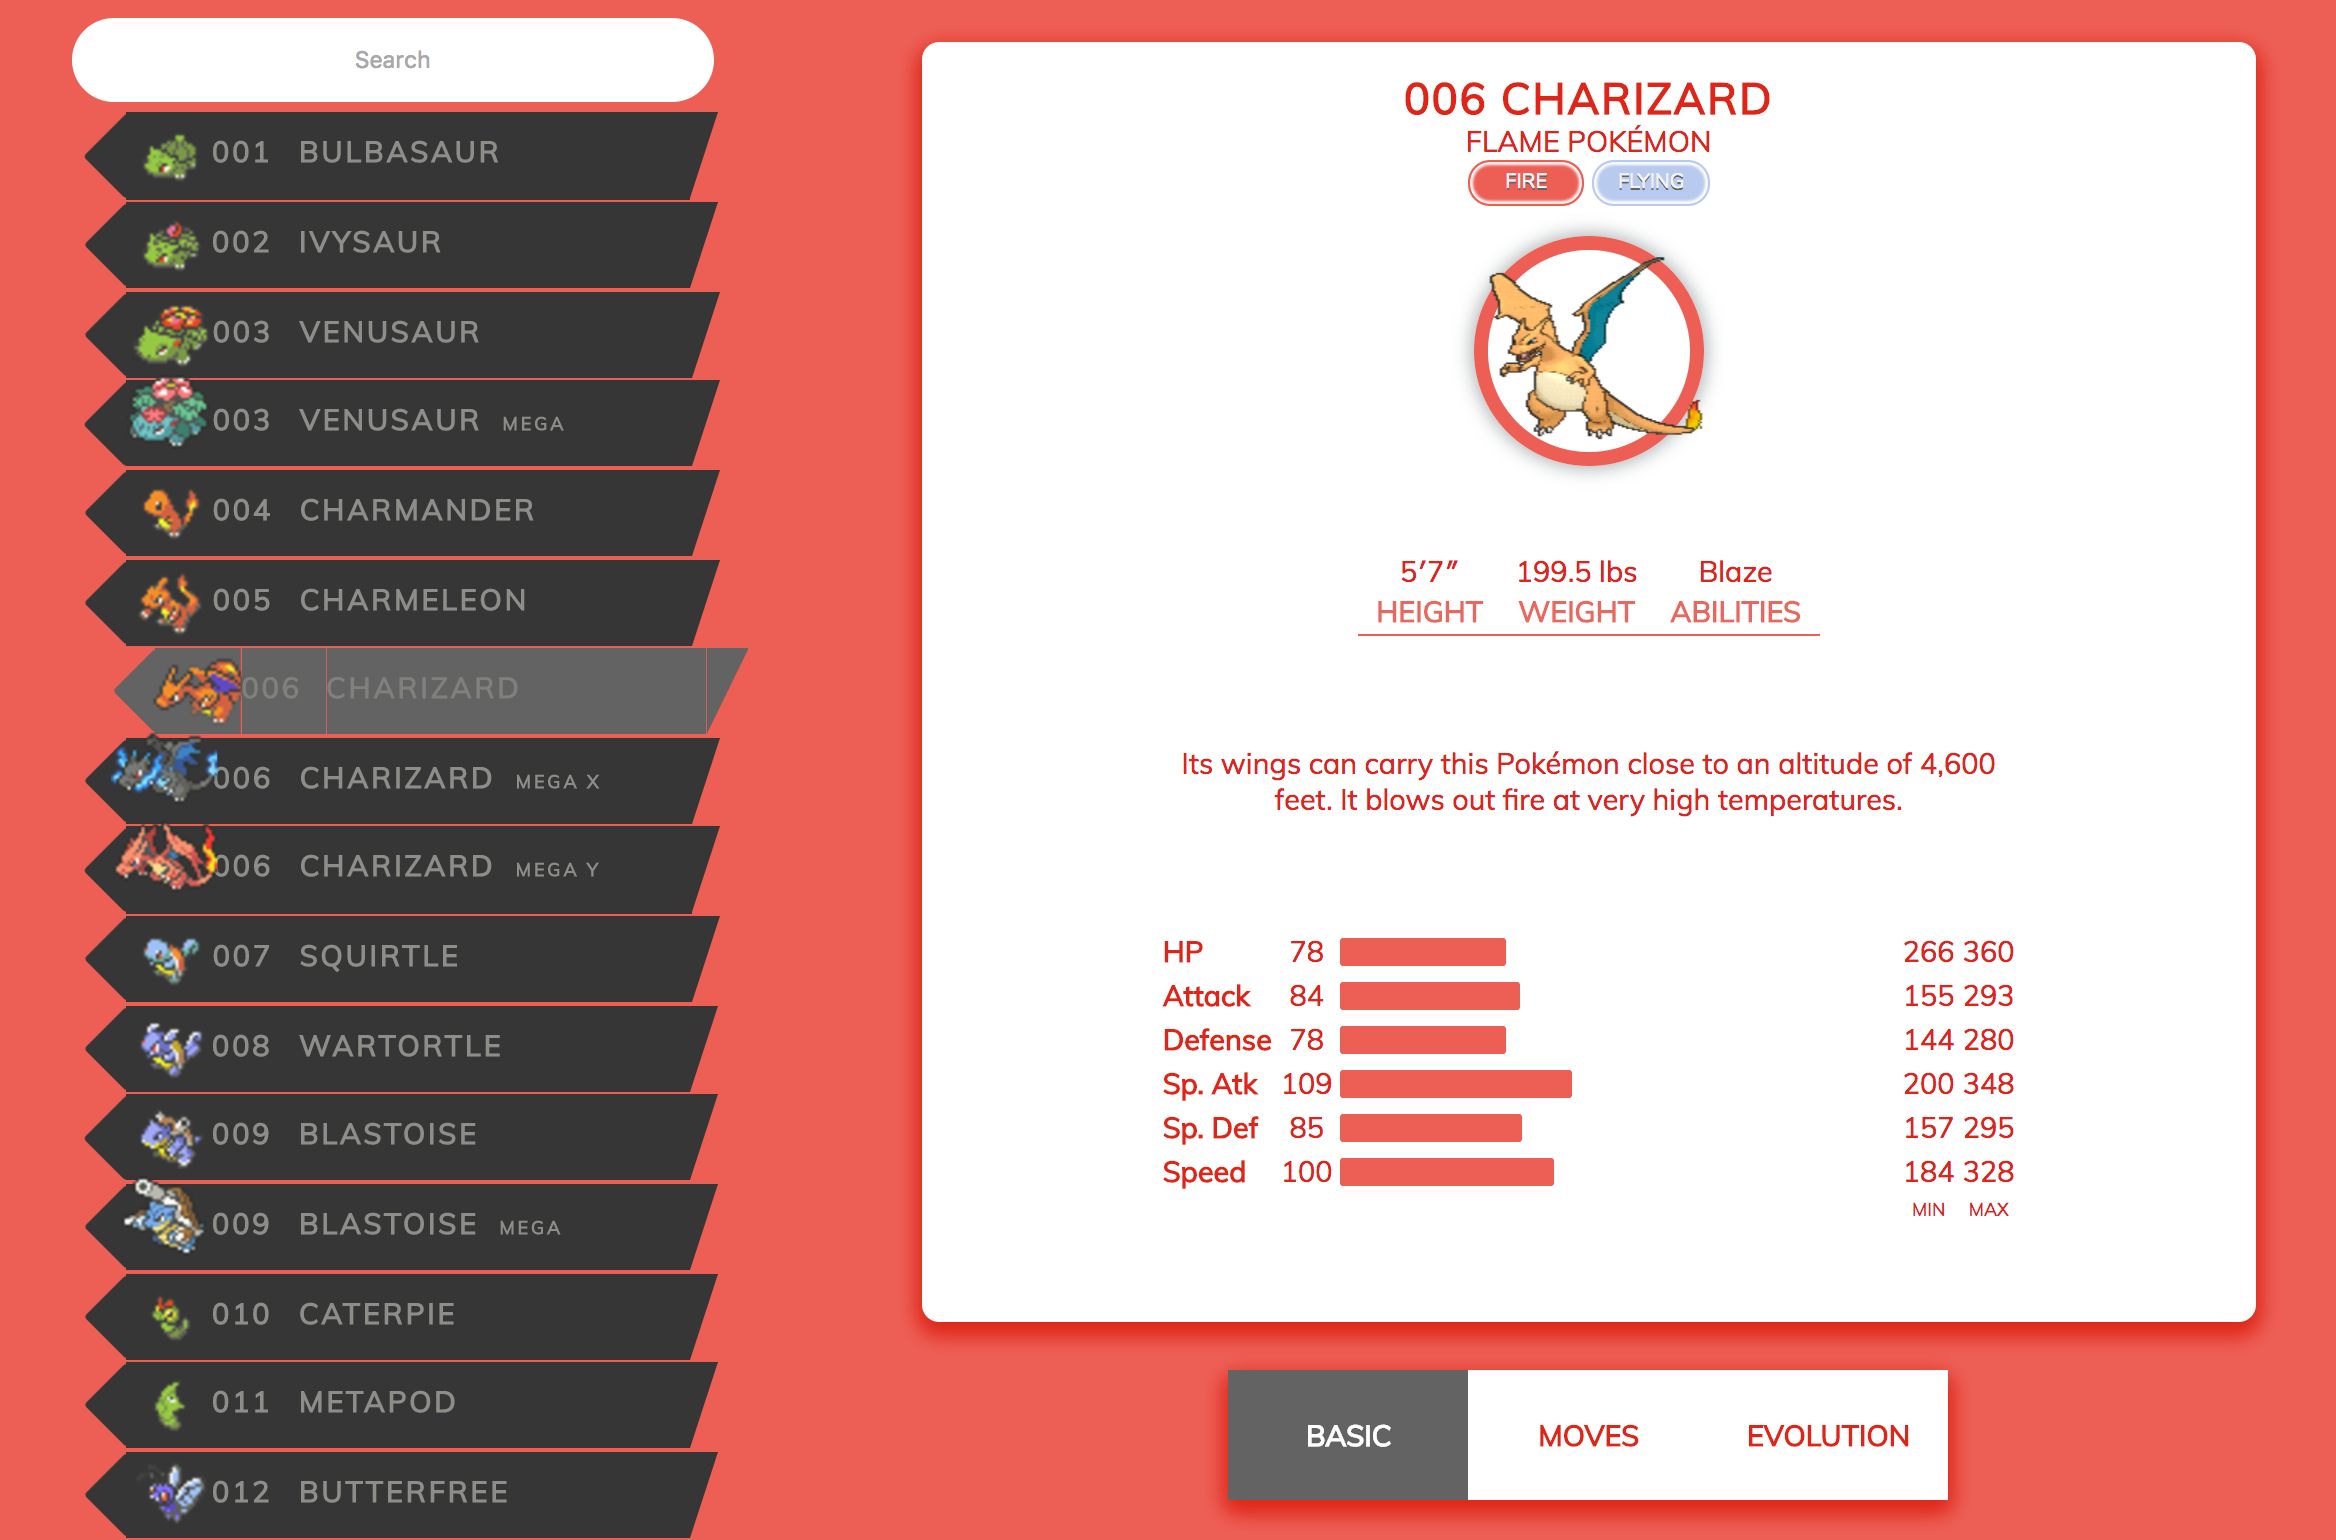 Search
001 BULBASAUR
002 IVYSAUR
003 VENUSAUR
003 VENUSAUR MEGA
004 CHARMANDER
005 CHARMELEON
006 CHARIZARD
006 CHARIZARD MEGA X
006 CHARIZARD MEGA Y
007 SQUIRTLE
008 WARTORTLE
009 BLASTOISE
009 BLASTOISE MEGA
010 CATERPIE
011 METAPOD
012 BUTTERFREE
006 CHARIZARD
FLAME POKÉMON
FIRE FLYING
5′7″ 199.5 lbs Blaze
HEIGHT WEIGHT ABILITIES
Its wings can carry this Pokémon close to an altitude of 4,600
feet. It blows out fire at very high temperatures.
HP 78 266 360
Attack 84 155 293
Defense 78 144 280
Sp. Atk 109 200 348
Sp. Def 85 157 295
Speed 100 184 328
MIN MAX
BASIC MOVES EVOLUTION